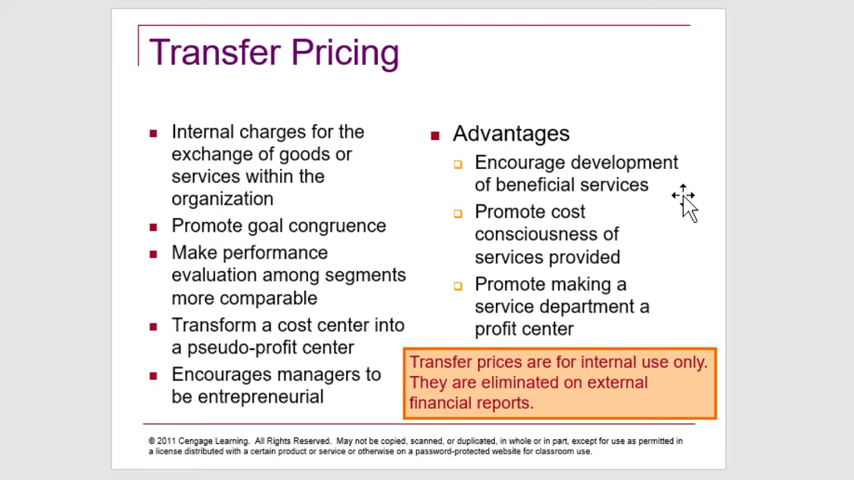 Transfer Pricing
Internal charges for the
exchange of goods or
services within the
organization
Promote goal congruence
Make performance
evaluation among segments
more comparable
Transform a cost center into
a pseudo-profit center
Encourages managers to
be entrepreneurial
Advantages
Encourage development
of beneficial services
Promote cost
consciousness of
services provided
Promote making a
service department a
profit center
Transfer prices are for internal use only.
They are eliminated on external
financial reports.
© 2011 Cengage Learning. All Rights Reserved. May not be copied, scanned, or duplicated, in whole or in part, except for use as permitted in
a license distributed with a certain product or service or otherwise on a password-protected website for classroom use.